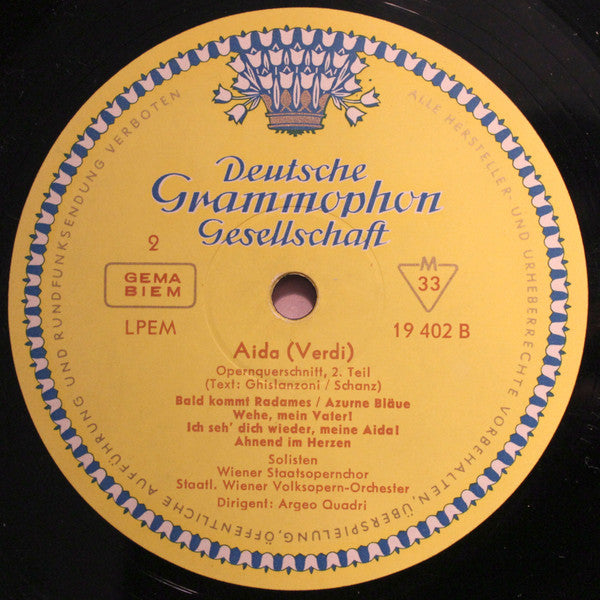 Deutsche
Grammophon
Gesellschaft
2
GEMA
BIEM
LPEM
M
33
19 402 B
Aida (Verdi)
Opernquerschnitt, 2. Teil
(Text: Ghislanzoni / Schanz)
Bald kommt Radames / Azurne Bläue
Wehe, mein Vater!
Ich seh' dich wieder, meine Aida!
Ahnend im Herzen
Solisten
Wiener Staatsopernchor
Staatl. Wiener Volksopern-Orchester
Dirigent: Argeo Quadri
ALLE HERSTELLER- UND URHEBERRECHTE VORBEHALTEN, ÜBERSPIELUNG, ÖFFENTLICHE AUFFÜHRUNG UND RUNDFUNKSENDUNG VERBOTEN